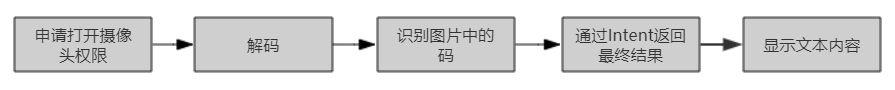 申请打开摄像
头权限
解码
识别图片中的
码
通过Intent返回
最终结果
显示文本内容